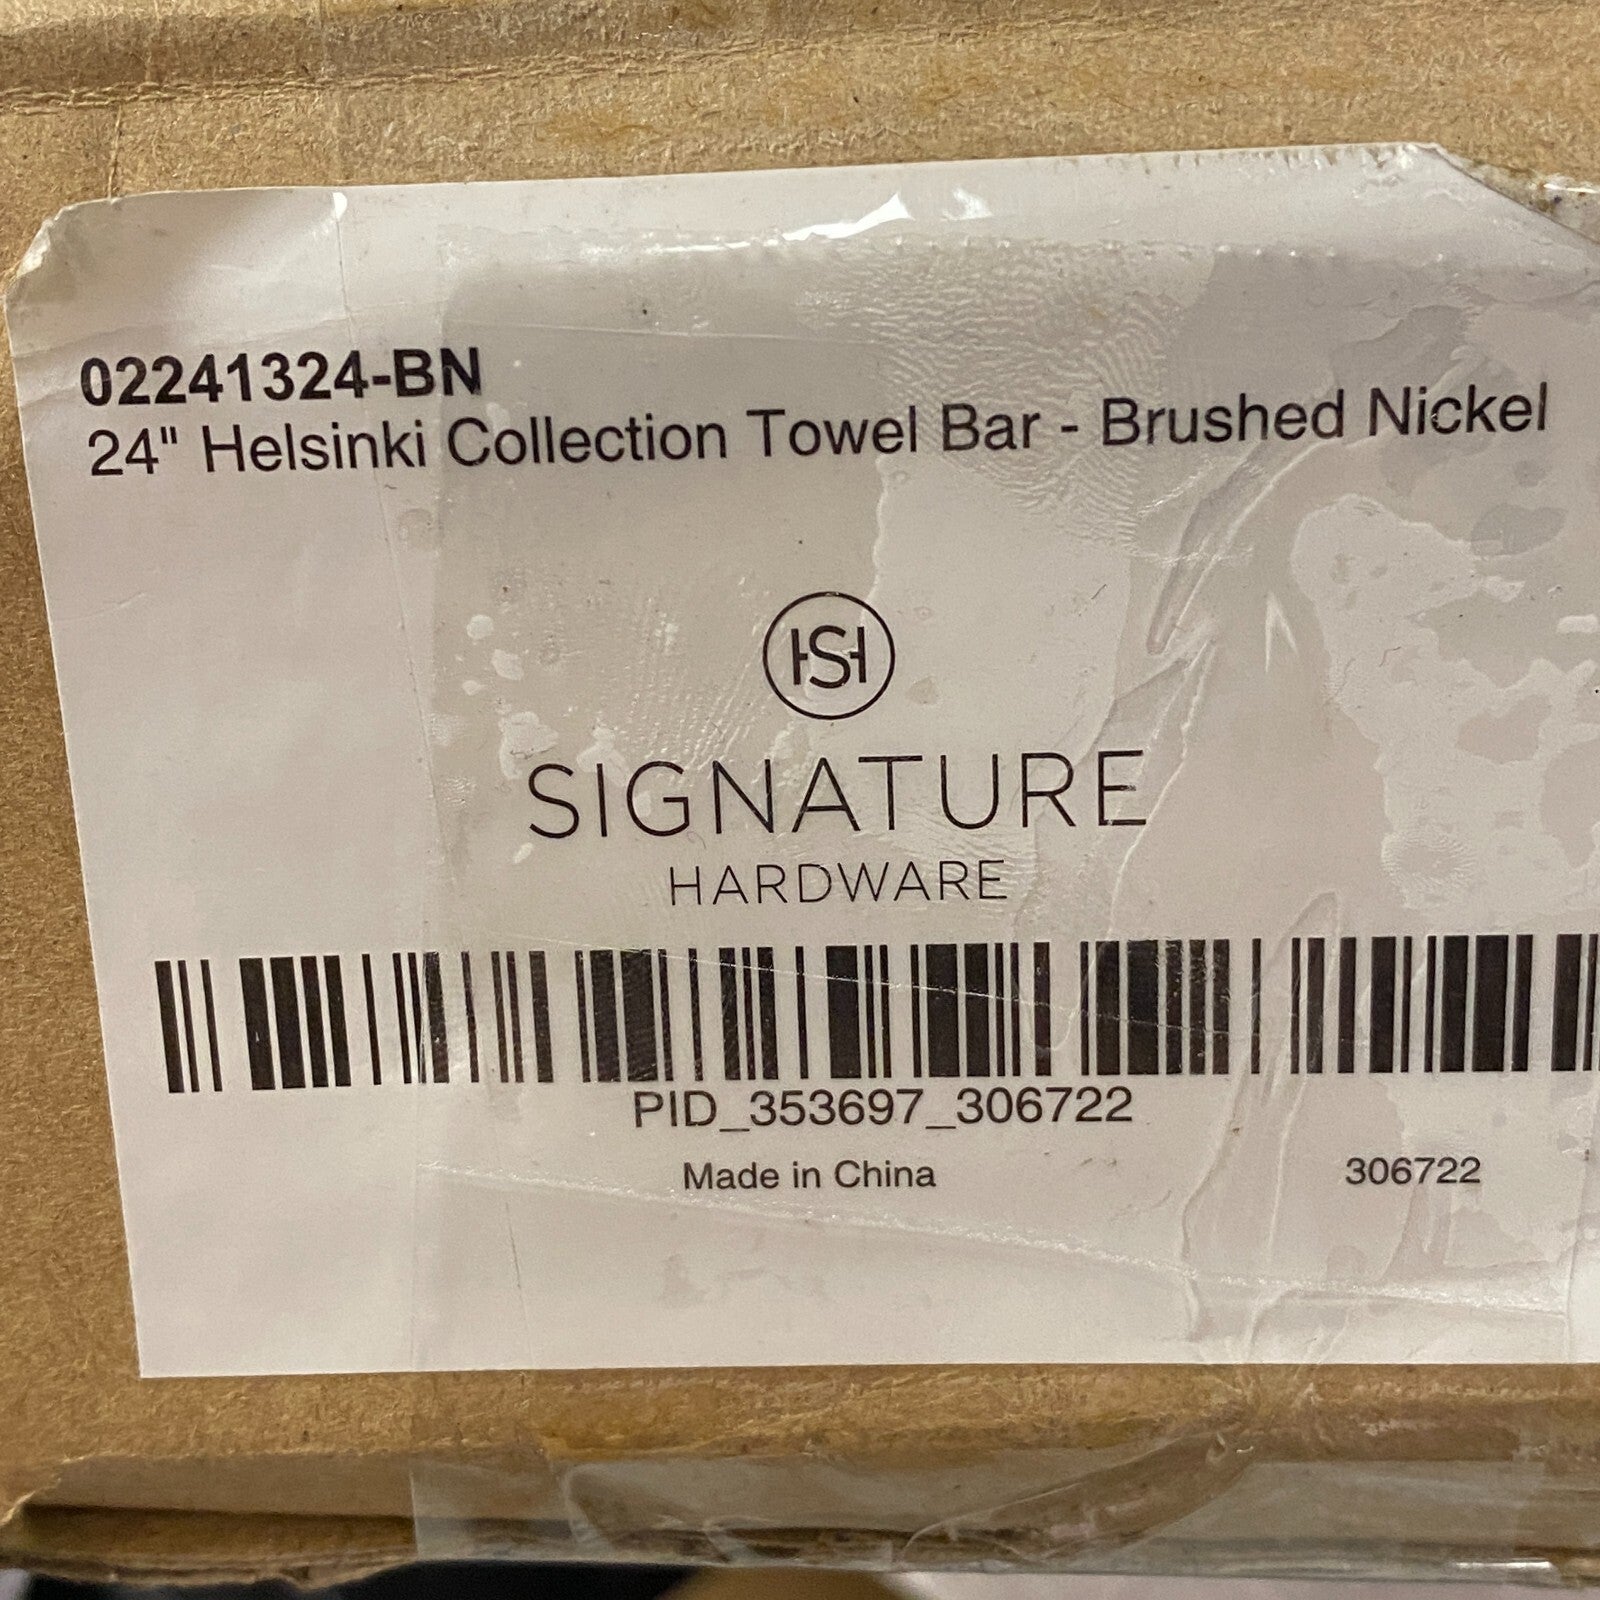 02241324-BN
24" Helsinki Collection Towel Bar - Brushed Nickel
HSH
SIGNATURE
HARDWARE
PID_353697_306722
Made in China
306722